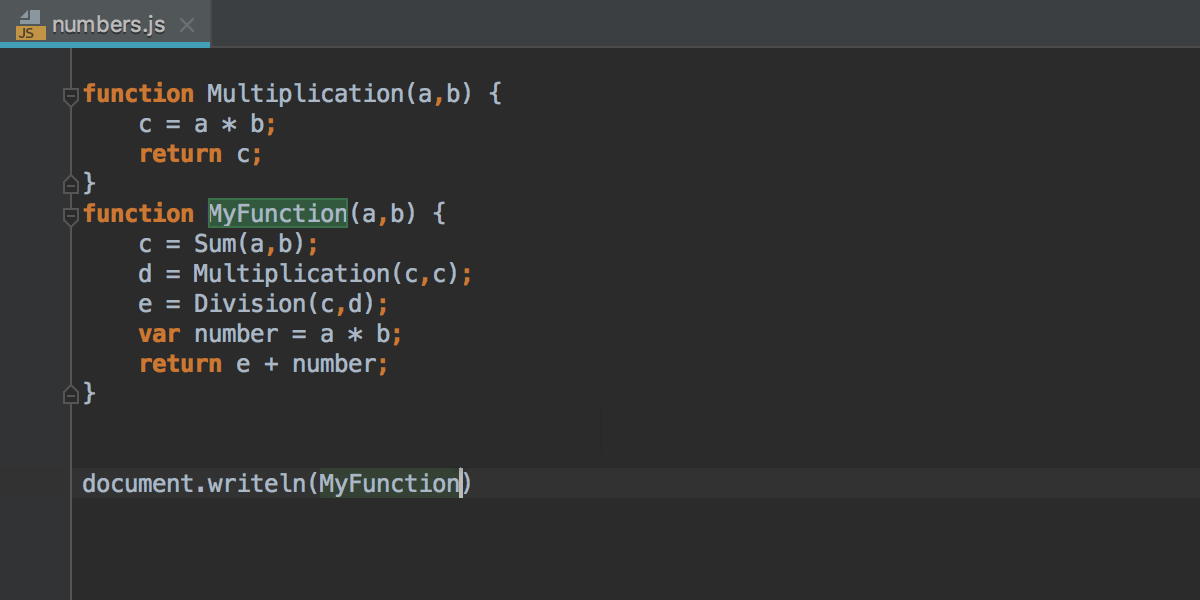 JS numbers.js
function Multiplication(a,b) {
    c = a * b;
    return c;
}
function MyFunction(a,b) {
    c = Sum(a,b);
    d = Multiplication(c,c);
    e = Division(c,d);
    var number = a * b;
    return e + number;
}
document.writeln(MyFunction)